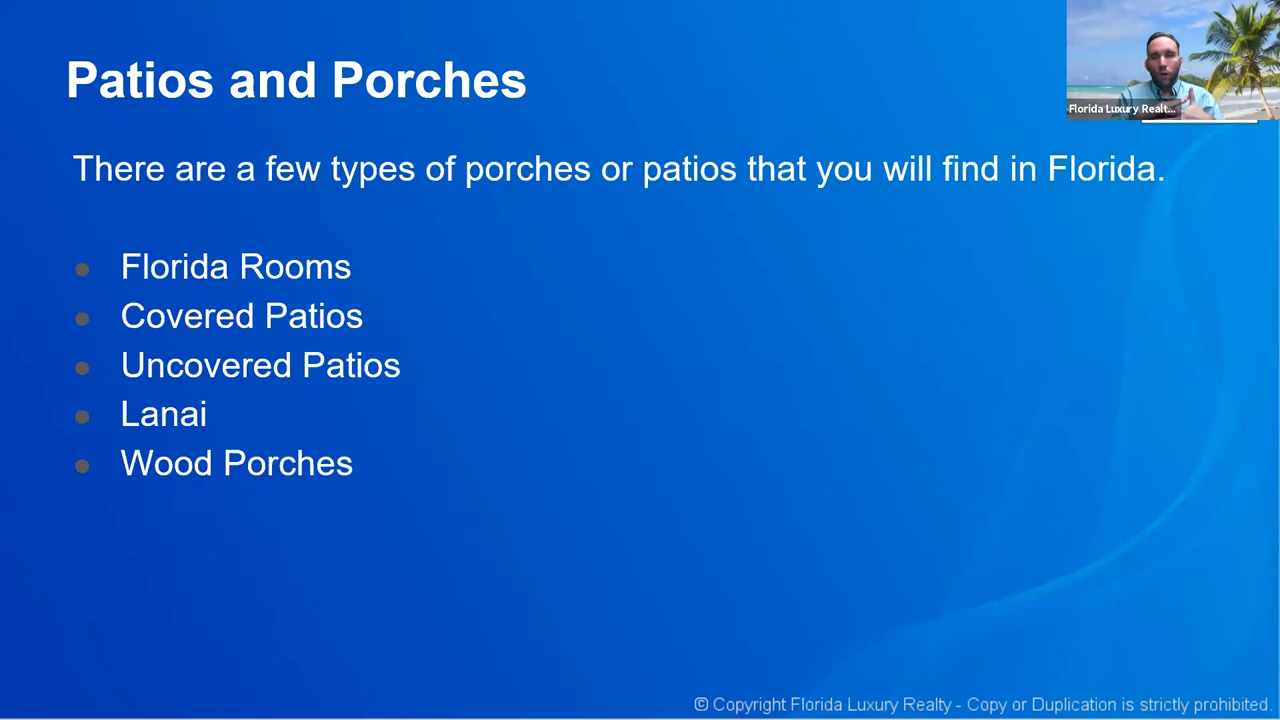 Patios and Porches
Florida Luxury Realt...
There are a few types of porches or patios that you will find in Florida.
Florida Rooms
Covered Patios
Uncovered Patios
Lanai
Wood Porches
© Copyright Florida Luxury Realty - Copy or Duplication is strictly prohibited.